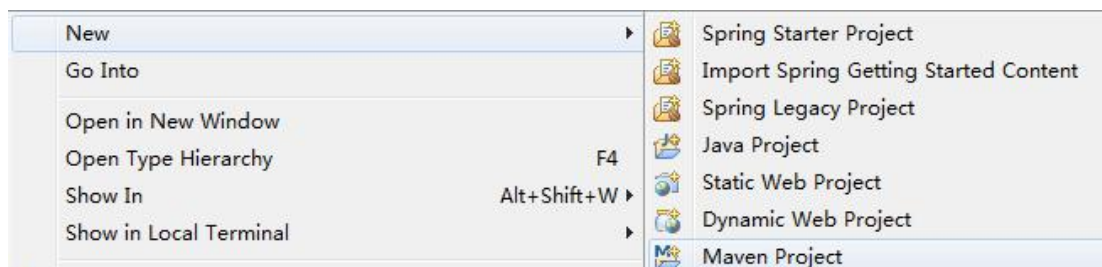 New
Go Into
Open in New Window
Open Type Hierarchy F4
Show In Alt+Shift+W
Show in Local Terminal
Spring Starter Project
Import Spring Getting Started Content
Spring Legacy Project
Java Project
Static Web Project
Dynamic Web Project
Maven Project